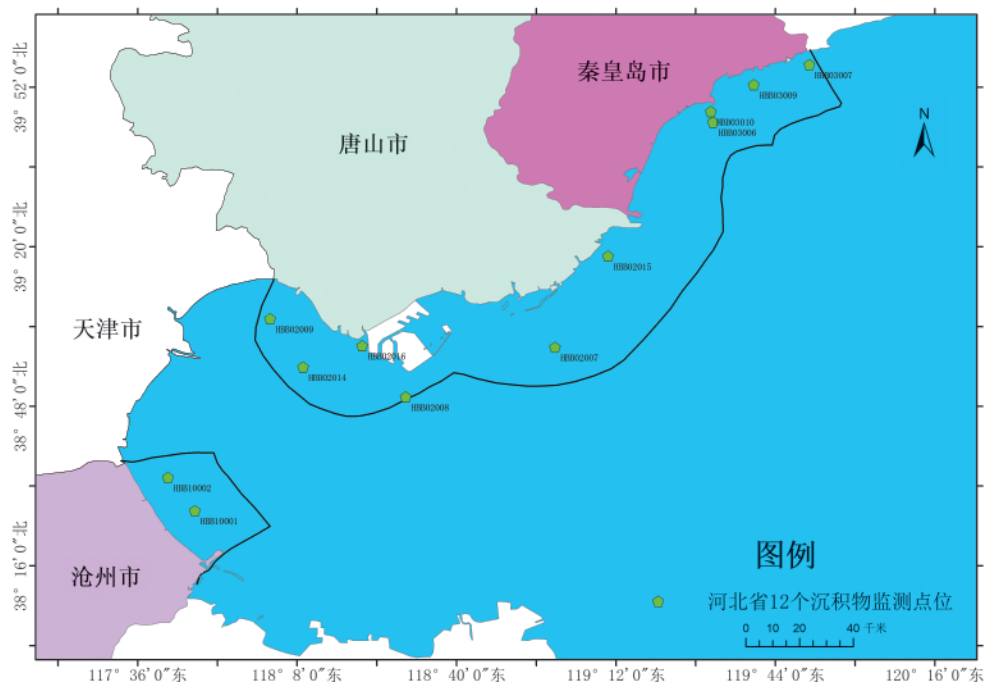 秦皇岛市
HBB03007
HBB03009
HBB03010
HBB03006
N
唐山市
HBB02015
天津市
HBB02009
HBB02016
HBB02014
HBB02007
HBB02008
HBB10002
HBB10001
沧州市
图例
河北省12个沉积物监测点位
0 10 20 40 千米
39° 52′0″北
39° 20′0″北
38° 48′0″北
38° 16′0″北
117° 36′0″东 118° 8′0″东 118° 40′0″东 119° 12′0″东 119° 44′0″东 120° 16′0″东